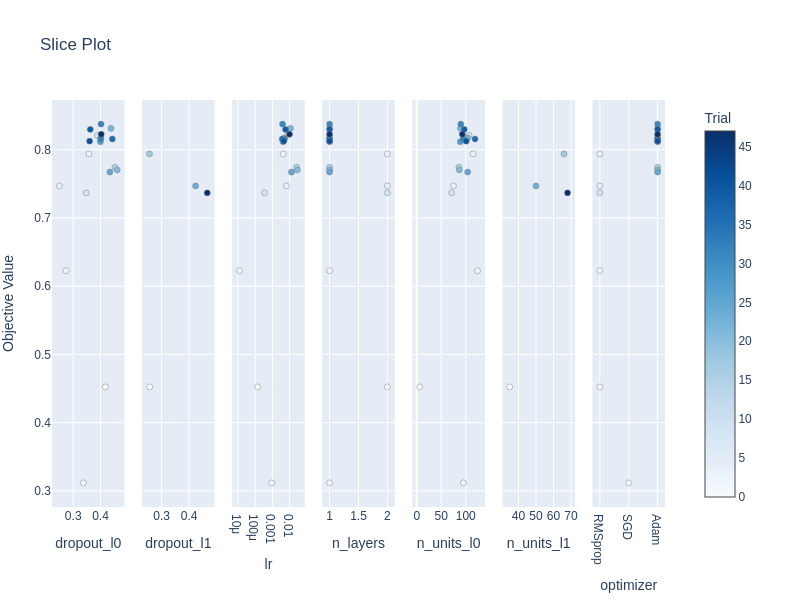 Slice Plot
Trial
Objective Value
0.8
0.7
0.6
0.5
0.4
0.3
0.3 0.4
dropout_l0
0.3 0.4
dropout_l1
10μ 100μ 0.001 0.01
lr
1 1.5 2
n_layers
0 50 100
n_units_l0
40 50 60 70
n_units_l1
RMSprop SGD Adam
optimizer
45
40
35
30
25
20
15
10
5
0